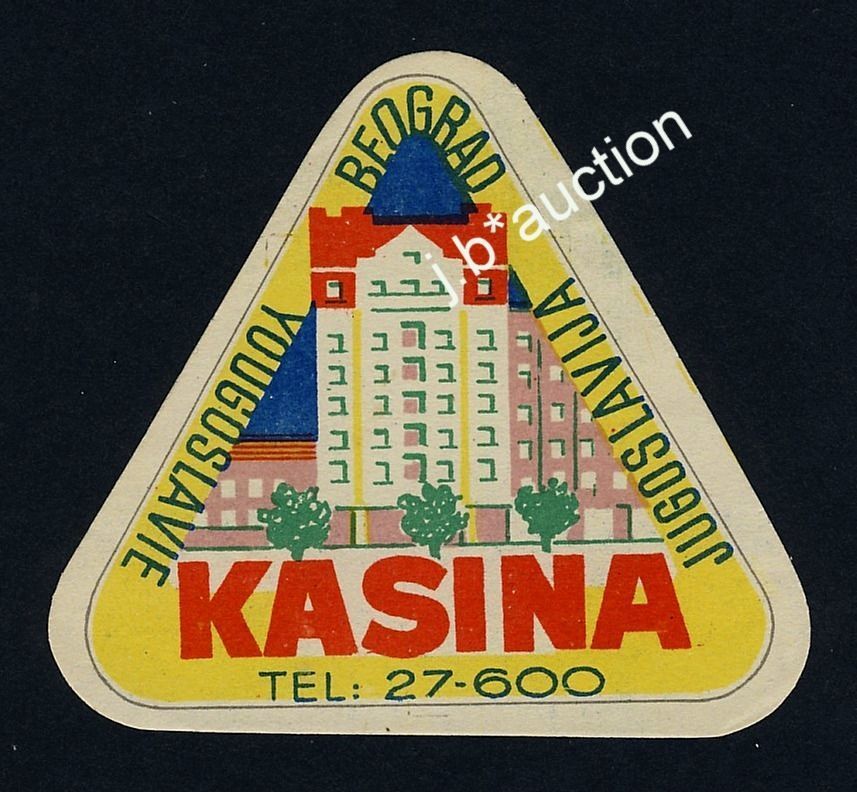 BEOGRAD
YOUGOSLAVIE
JUGOSLAVIJA
KASINA
TEL: 27-600
j.b*auction